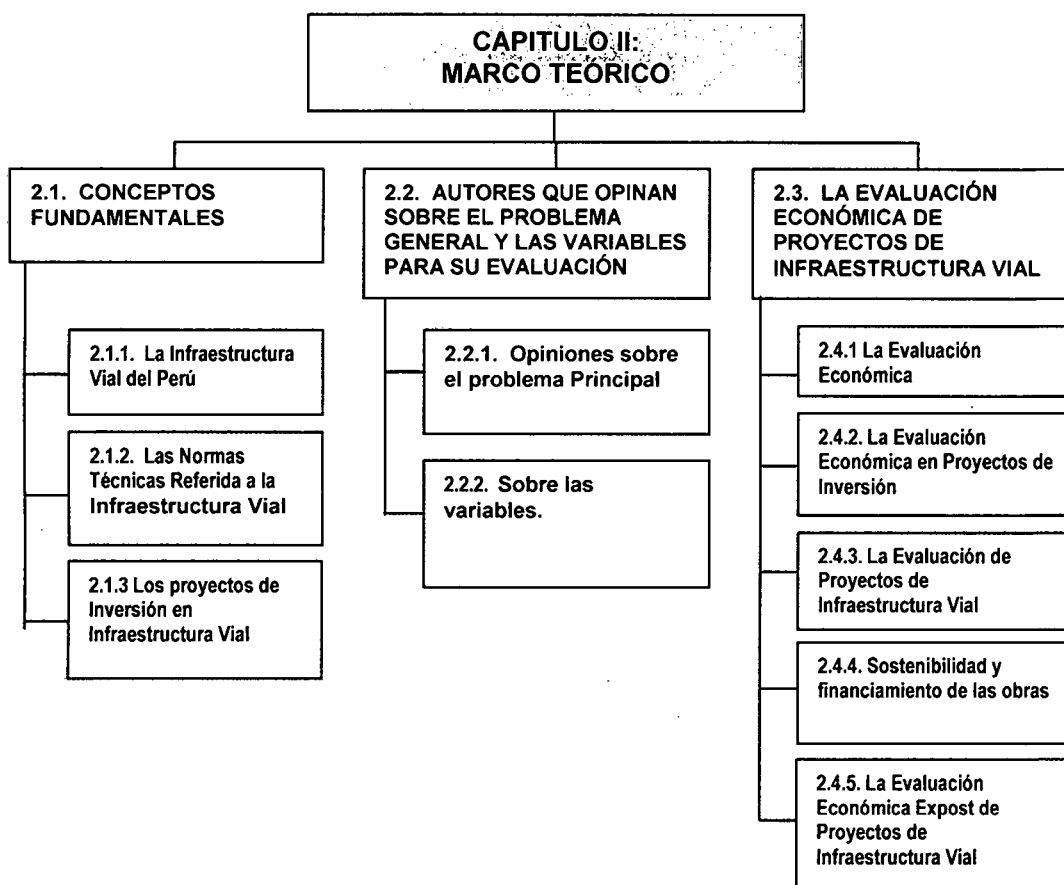 CAPITULO II:
MARCO TEÓRICO
2.1. CONCEPTOS
FUNDAMENTALES
2.1.1. La Infraestructura
Vial del Perú
2.1.2. Las Normas
Técnicas Referida a la
Infraestructura Vial
2.1.3 Los proyectos de
Inversión en
Infraestructura Vial
2.2. AUTORES QUE OPINAN
SOBRE EL PROBLEMA
GENERAL Y LAS VARIABLES
PARA SU EVALUACIÓN
2.2.1. Opiniones sobre
el problema Principal
2.2.2. Sobre las
variables.
2.3. LA EVALUACIÓN
ECONÓMICA DE
PROYECTOS DE
INFRAESTRUCTURA VIAL
2.4.1 La Evaluación
Económica
2.4.2. La Evaluación
Económica en Proyectos de
Inversión
2.4.3. La Evaluación de
Proyectos de
Infraestructura Vial
2.4.4. Sostenibilidad y
financiamiento de las obras
2.4.5. La Evaluación
Económica Expost de
Proyectos de
Infraestructura Vial